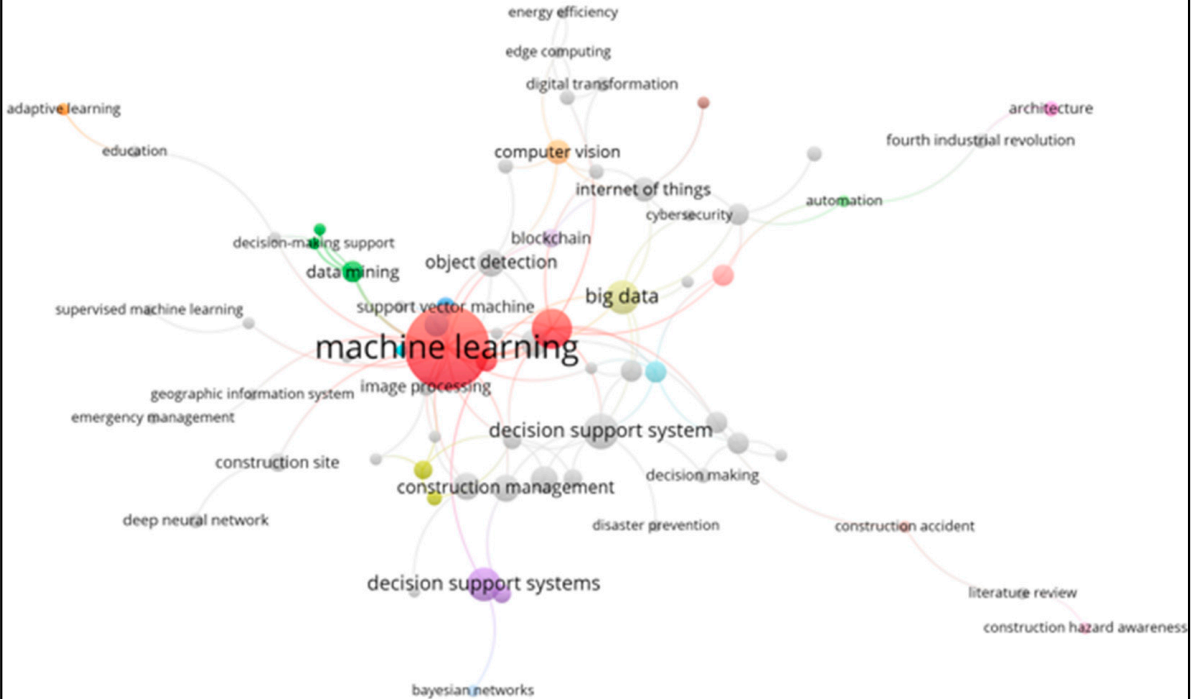 energy efficiency
edge computing
digital transformation
adaptive learning
architecture
fourth industrial revolution
education
computer vision
internet of things
automation
cybersecurity
blockchain
decision-making support
object detection
data mining
big data
supervised machine learning
support vector machine
machine learning
image processing
geographic information system
emergency management
decision support system
construction site
decision making
construction management
deep neural network
disaster prevention
construction accident
decision support systems
literature review
construction hazard awareness
bayesian networks